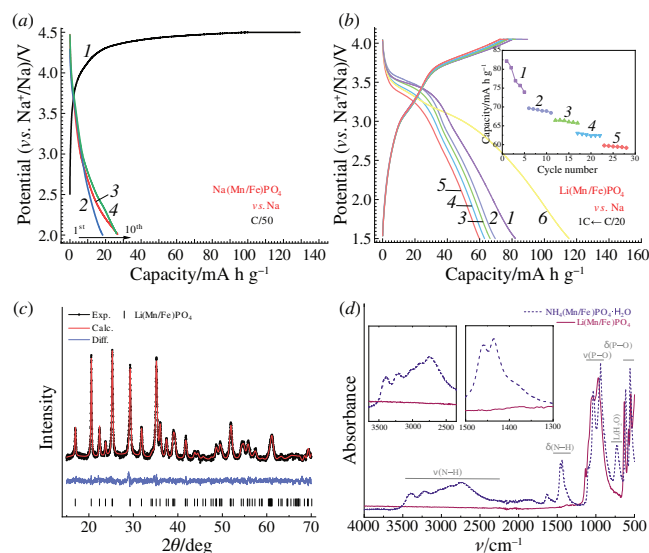 (a)
Potential (vs. Na⁺/Na)/V
4.5
4.0
3.5
3.0
2.5
2.0
1
2
3
4
Na(Mn/Fe)PO₄
vs. Na
C/50
1st
10th
0 20 40 60 80 100 120 140
Capacity/mA h g⁻¹
(b)
Potential (vs. Na⁺/Na)/V
4.0
3.5
3.0
2.5
2.0
1.5
Capacity/mA h g⁻¹
85
80
75
70
65
60
1
2
3
4
5
0 5 10 15 20 25 30
Cycle number
5
4
3 2 1 6
Li(Mn/Fe)PO₄
vs. Na
1C← C/20
0 20 40 60 80 100 120 140
Capacity/mA h g⁻¹
(c)
Exp. Li(Mn/Fe)PO₄
Calc.
Diff.
Intensity
20 30 40 50 60 70
2θ/deg
(d)
NH₄(Mn/Fe)PO₄·H₂O
Li(Mn/Fe)PO₄
Absorbance
3500 3000 2500
1500 1400 1300
δ(P–O)
ν(P–O)
δ(N–H)
ν(N–H)
L(H₂O)
4000 3500 3000 2500 2000 1500 1000 500
ν/cm⁻¹